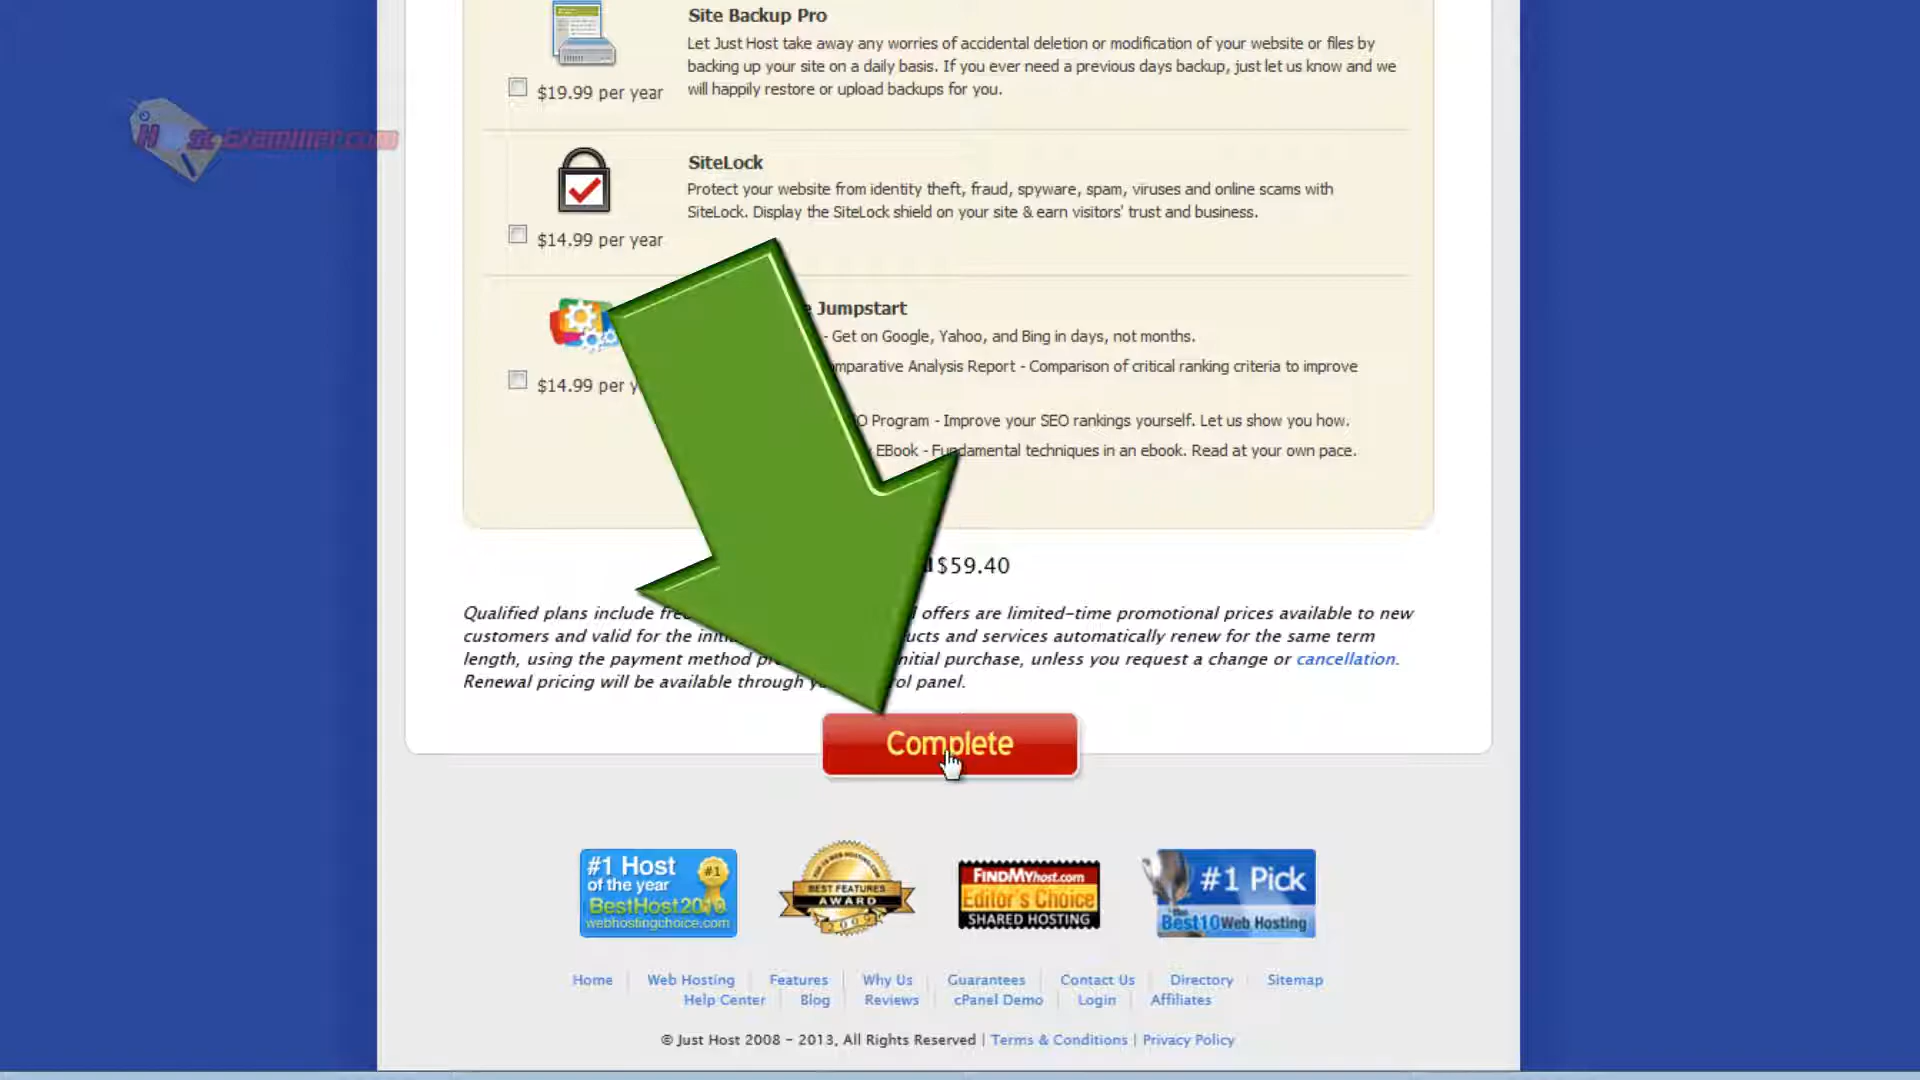 Site Backup Pro
Let Just Host take away any worries of accidental deletion or modification of your website or files by
backing up your site on a daily basis. If you ever need a previous days backup, just let us know and we
$19.99 per year will happily restore or upload backups for you.
Host-Examiner.com
SiteLock
Protect your website from identity theft, fraud, spyware, spam, viruses and online scams with
SiteLock. Display the SiteLock shield on your site & earn visitors' trust and business.
$14.99 per year
Jumpstart
- Get on Google, Yahoo, and Bing in days, not months.
Analysis Report - Comparison of critical ranking criteria to improve
$14.99 per
Program - Improve your SEO rankings yourself. Let us show you how.
EBook - Fundamental techniques in an ebook. Read at your own pace.
$59.40
Qualified plans include offers are limited-time promotional prices available to new
customers and valid for the and services automatically renew for the same term
length, using the payment method initial purchase, unless you request a change or cancellation.
Renewal pricing will be available through panel.
Complete
#1 Host
of the year
BestHost2010
webhostingchoice.com
#1
BEST FEATURES
AWARD
2009
FINDMYhost.com
Editor's Choice
SHARED HOSTING
#1 Pick
the
Best10Web Hosting
Home Web Hosting Features Why Us Guarantees Contact Us Directory Sitemap
Help Center Blog Reviews cPanel Demo Login Affiliates
© Just Host 2008 - 2013, All Rights Reserved | Terms & Conditions | Privacy Policy